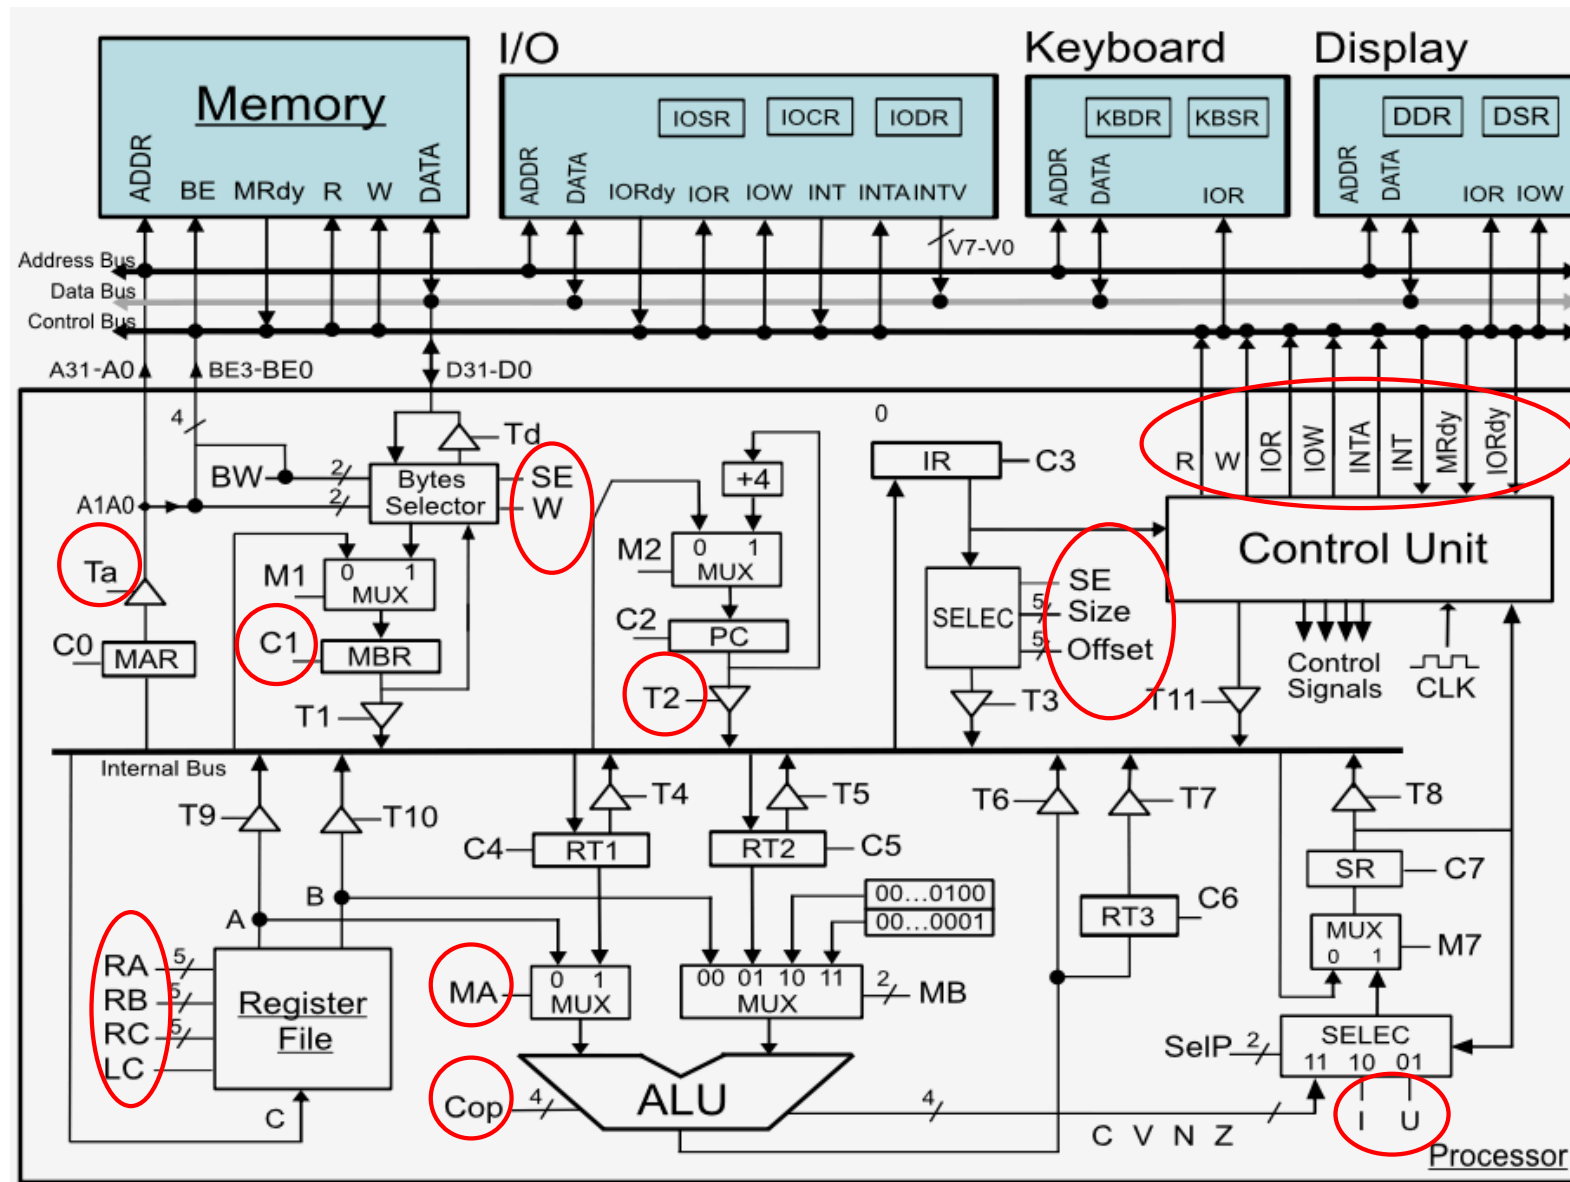 I/O Keyboard Display
Memory
IOSR IOCR IODR KBDR KBSR DDR DSR
ADDR BE MRdy R W DATA
ADDR DATA IORdy IOR IOW INT INTA INTV
ADDR DATA IOR
ADDR DATA IOR IOW
V7-V0
Address Bus
Data Bus
Control Bus
A31-A0 BE3-BE0 D31-D0
0
4 Td
R W IOR IOW INTA INT MRdy IORdy
IR C3
BW 2 Bytes Selector SE
A1A0 2 W
+4
Control Unit
Ta
M1 0 1 MUX
M2 0 1 MUX
SELEC SE
5 Size
5 Offset
C0 MAR
C1 MBR
C2 PC
Control Signals CLK
T1 T2 T3 T11
Internal Bus
T9 T10 T4 T5 T6 T7 T8
C4 RT1 RT2 C5
SR C7
A B
00...0100
00...0001
RT3 C6
MUX 0 1 M7
RA 5
RB 5
RC 5
LC
Register File
C
MA 0 1 MUX
00 01 10 11 MUX 2 MB
SelP 2 SELEC
11 10 01
Cop 4 ALU 4
C V N Z
I U
Processor